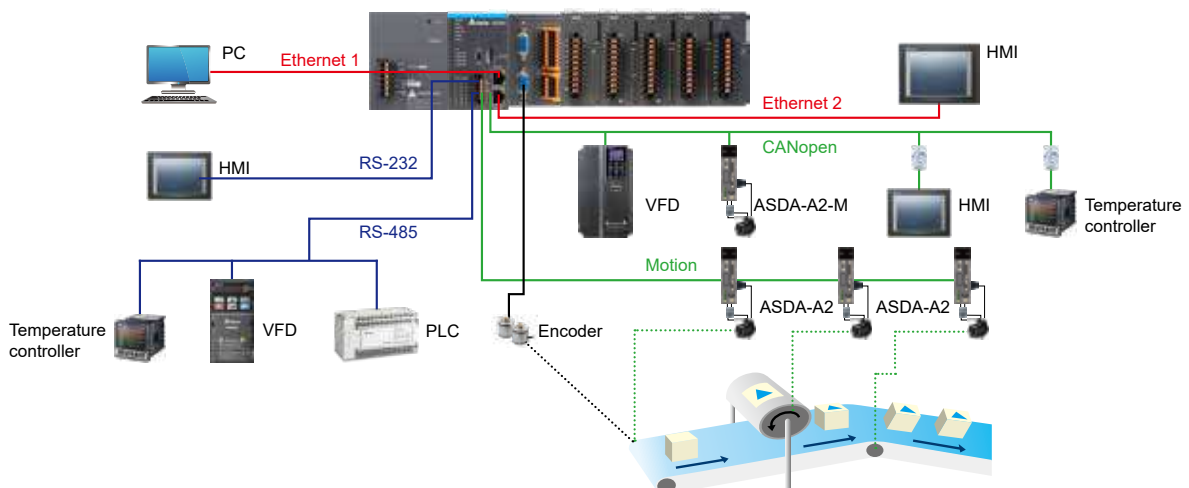 PC
Ethernet 1
HMI
Ethernet 2
CANopen
RS-232
HMI
VFD
ASDA-A2-M
HMI
Temperature
controller
RS-485
Motion
Temperature
controller
VFD
PLC
Encoder
ASDA-A2
ASDA-A2